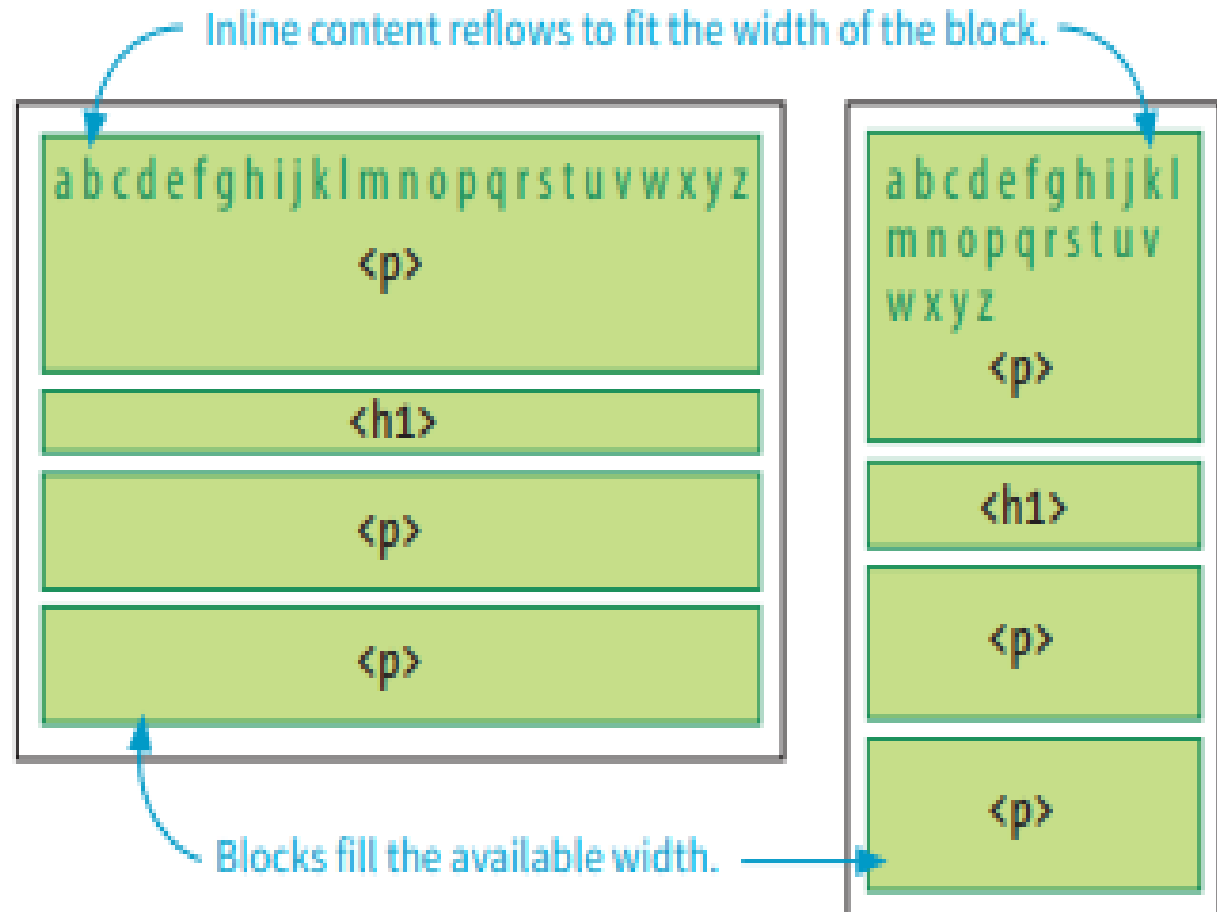 Inline content reflows to fit the width of the block.
a b c d e f g h i j k l m n o p q r s t u v w x y z
<p>
<h1>
<p>
<p>
a b c d e f g h i j k l
m n o p q r s t u v
w x y z
<p>
<h1>
<p>
<p>
Blocks fill the available width.